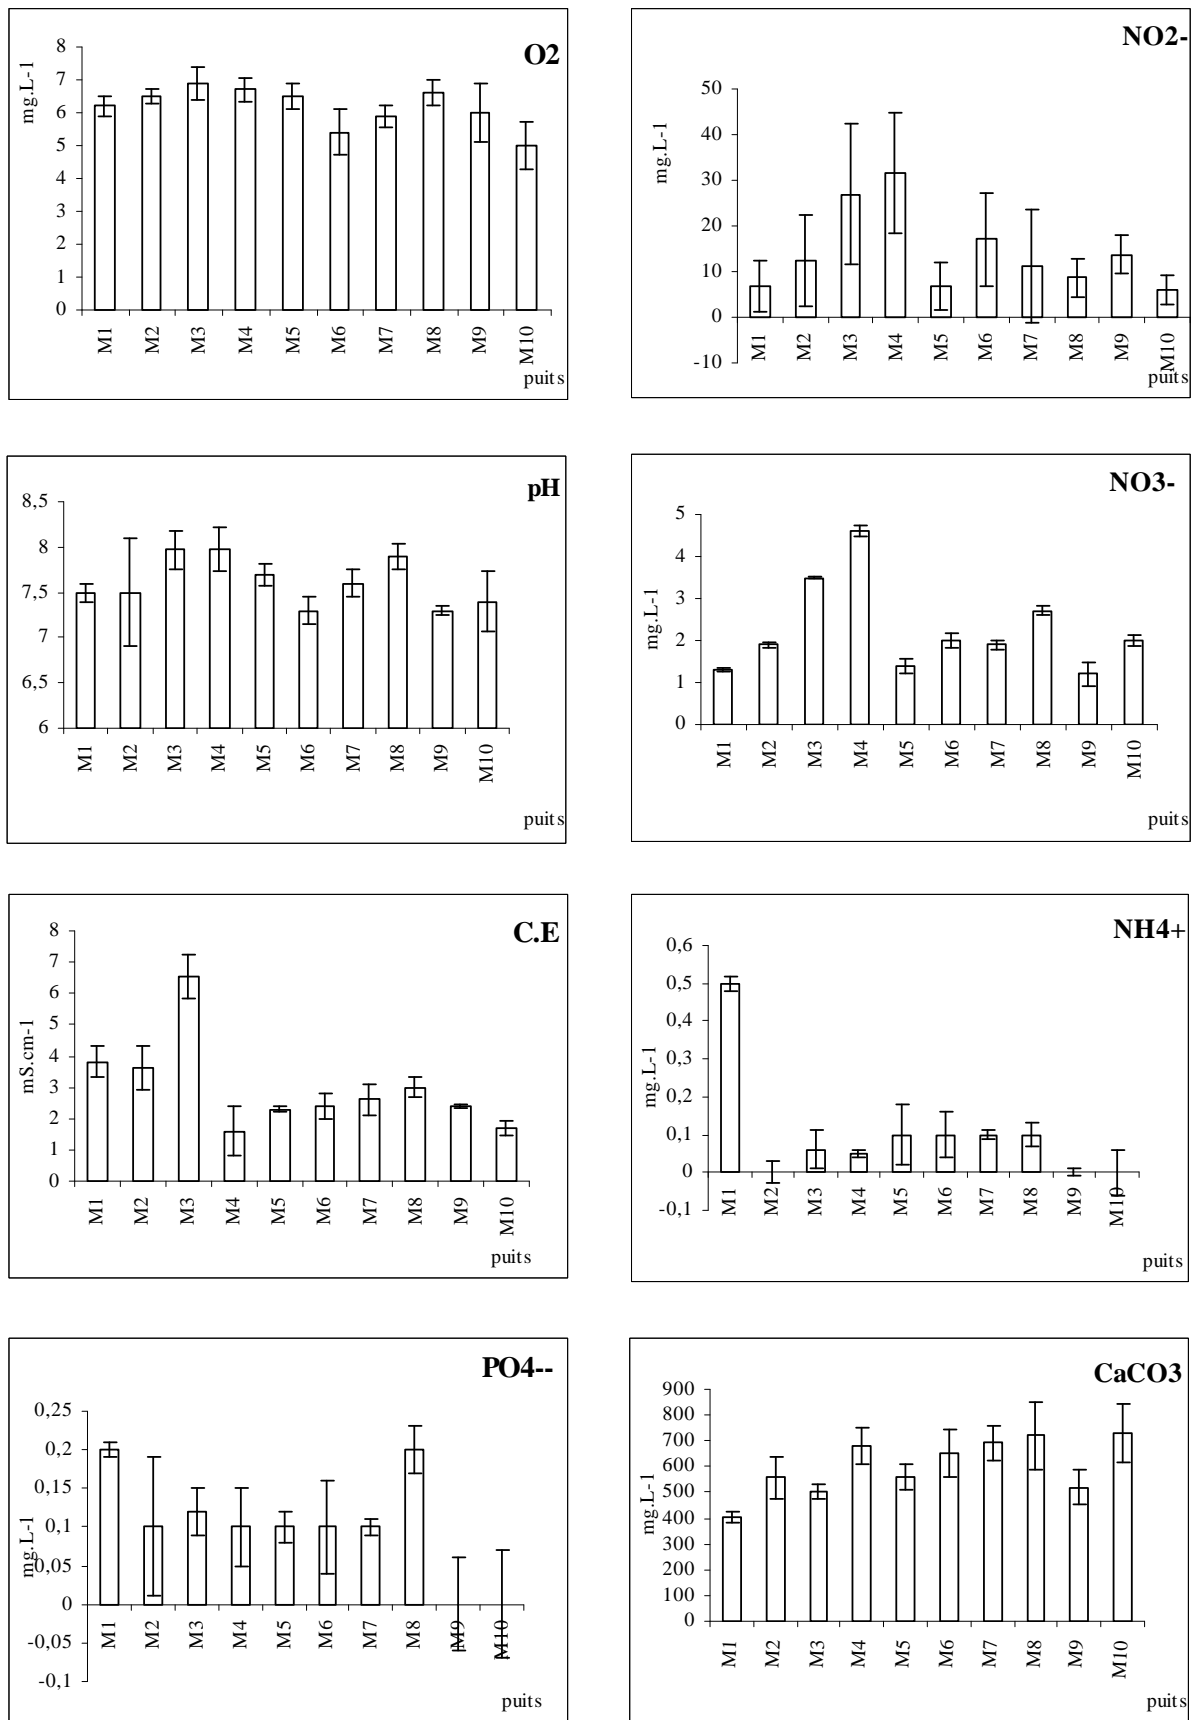 O2
mg.L-1
8
7
6
5
4
3
2
1
0
M1 M2 M3 M4 M5 M6 M7 M8 M9 M10
puits
NO2-
mg.L-1
50
40
30
20
10
0
-10
M1 M2 M3 M4 M5 M6 M7 M8 M9 M10
puits
pH
8,5
8
7,5
7
6,5
6
M1 M2 M3 M4 M5 M6 M7 M8 M9 M10
puits
NO3-
mg.L-1
5
4
3
2
1
0
M1 M2 M3 M4 M5 M6 M7 M8 M9 M10
puits
C.E
mS.cm-1
8
7
6
5
4
3
2
1
0
M1 M2 M3 M4 M5 M6 M7 M8 M9 M10
puits
NH4+
mg.L-1
0,6
0,5
0,4
0,3
0,2
0,1
0
-0,1
M1 M2 M3 M4 M5 M6 M7 M8 M9 M10
puits
PO4--
mg.L-1
0,25
0,2
0,15
0,1
0,05
0
-0,05
-0,1
M1 M2 M3 M4 M5 M6 M7 M8 M9 M10
puits
CaCO3
mg.L-1
900
800
700
600
500
400
300
200
100
0
M1 M2 M3 M4 M5 M6 M7 M8 M9 M10
puits